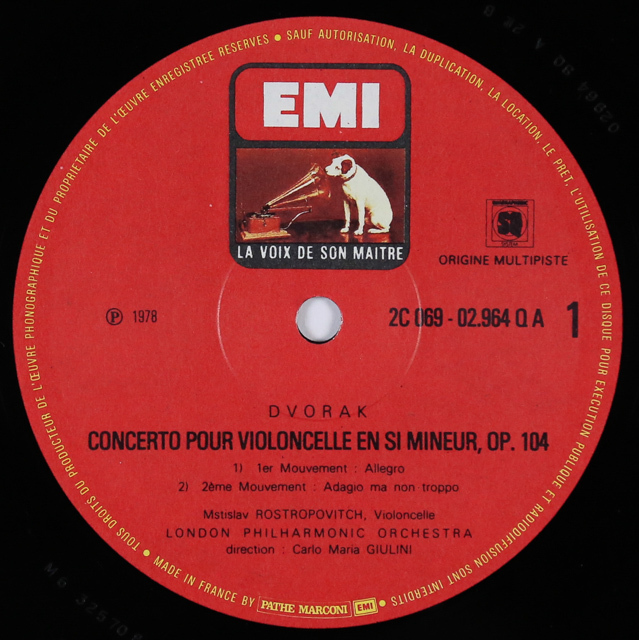 TOUS DROITS DU PRODUCTEUR DE L'ŒUVRE PHONOGRAPHIQUE ET DU PROPRIETAIRE DE L'ŒUVRE ENREGISTREE RESERVES • SAUF AUTORISATION, LA DUPLICATION, LA LOCATION, LE PRET, L'UTILISATION DE CE DISQUE POUR EXECUTION PUBLIQUE ET RADIODIFFUSION SONT INTERDITS •
EMI
LA VOIX DE SON MAITRE
SQ
ORIGINE MULTIPISTE
℗ 1978
2C 069 - 02.964 Q A 1
DVORAK
CONCERTO POUR VIOLONCELLE EN SI MINEUR, OP. 104
1) 1er Mouvement : Allegro
2) 2ème Mouvement : Adagio ma non troppo
Mstislav ROSTROPOVITCH, Violoncelle
LONDON PHILHARMONIC ORCHESTRA
direction : Carlo Maria GIULINI
MADE IN FRANCE BY PATHE MARCONI EMI